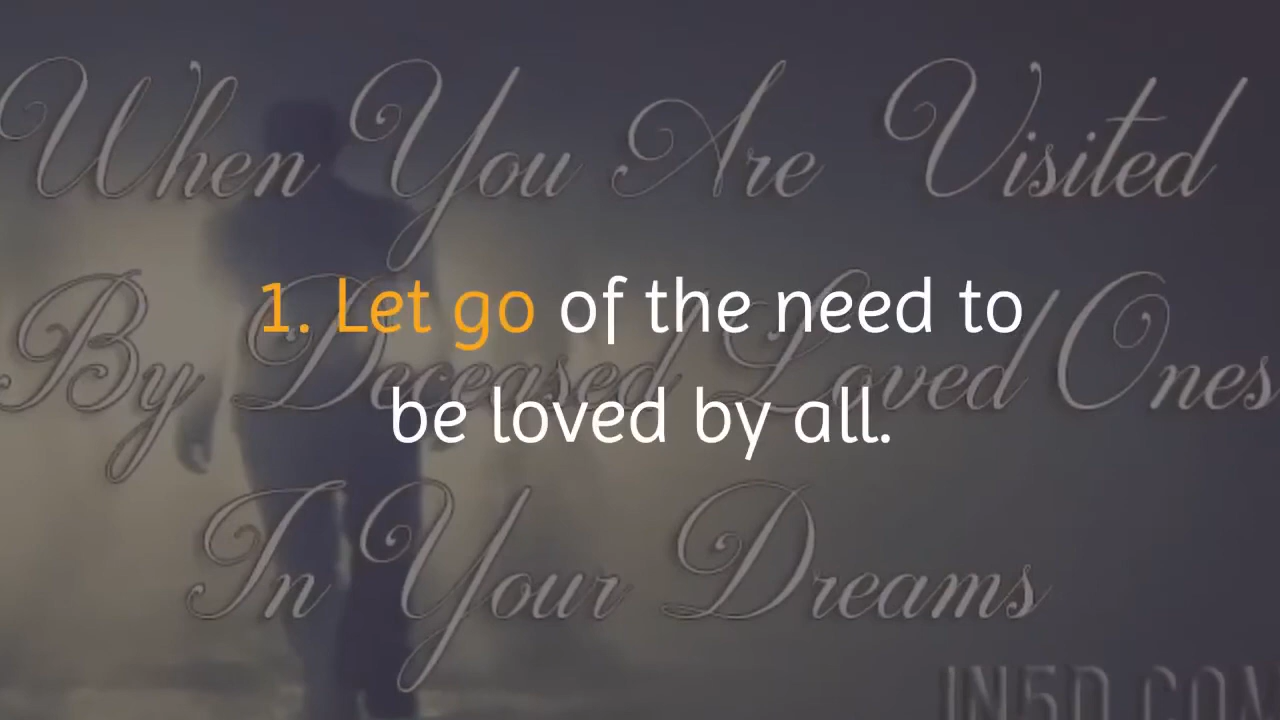 When You Are Visited
1. Let go of the need to
By Deceased Loved Ones
be loved by all.
In Your Dreams
IN5D.COM